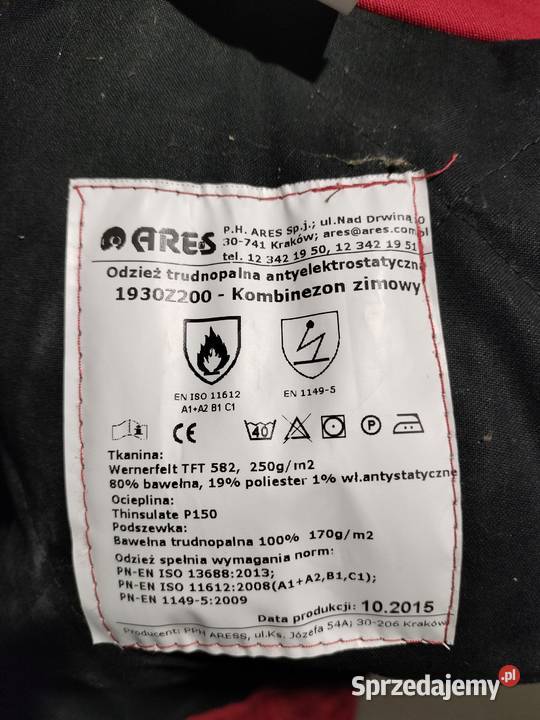 ARES
P.H. ARES Sp.j.; ul.Nad Drwiną
30-741 Kraków; ares@ares.com.pl
tel. 12 342 19 50, 12 342 19 51
Odzież trudnopalna antyelektrostatyczna
1930Z200 - Kombinezon zimowy
EN ISO 11612
A1+A2 B1 C1
EN 1149-5
i
CE
40
P
Tkanina:
Wernerfelt TFT 582, 250g/m2
80% bawełna, 19% poliester 1% wł.antystatyczne
Ocieplina:
Thinsulate P150
Podszewka:
Bawełna trudnopalna 100% 170g/m2
Odzież spełnia wymagania norm:
PN-EN ISO 13688:2013;
PN-EN ISO 11612:2008(A1+A2,B1,C1);
PN-EN 1149-5:2009
Data produkcji: 10.2015
Producent: PPH ARESS, ul.Ks. Józefa 54A; 30-206 Kraków
Sprzedajemy.pl